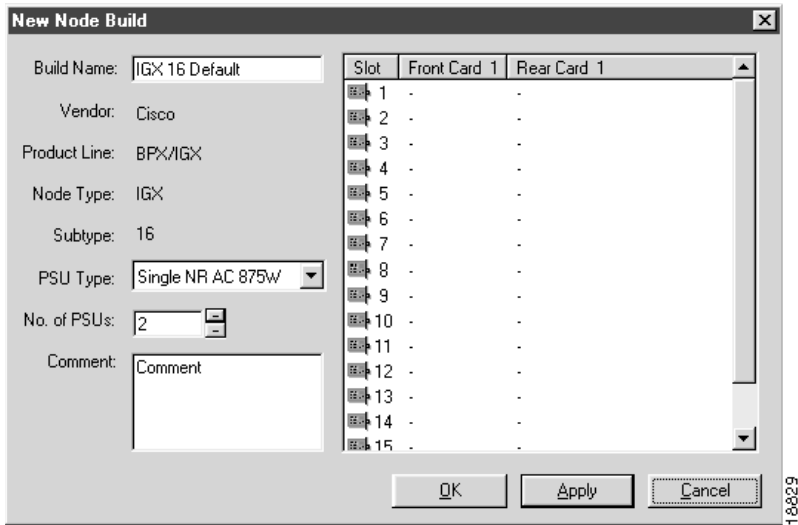 New Node Build
Build Name: IGX 16 Default
Vendor: Cisco
Product Line: BPX/IGX
Node Type: IGX
Subtype: 16
PSU Type: Single NR AC 875W
No. of PSUs: 2
Comment: Comment
Slot Front Card 1 Rear Card 1
1 - -
2 - -
3 - -
4 - -
5 - -
6 - -
7 - -
8 - -
9 - -
10 - -
11 - -
12 - -
13 - -
14 - -
15 - -
OK Apply Cancel
18829